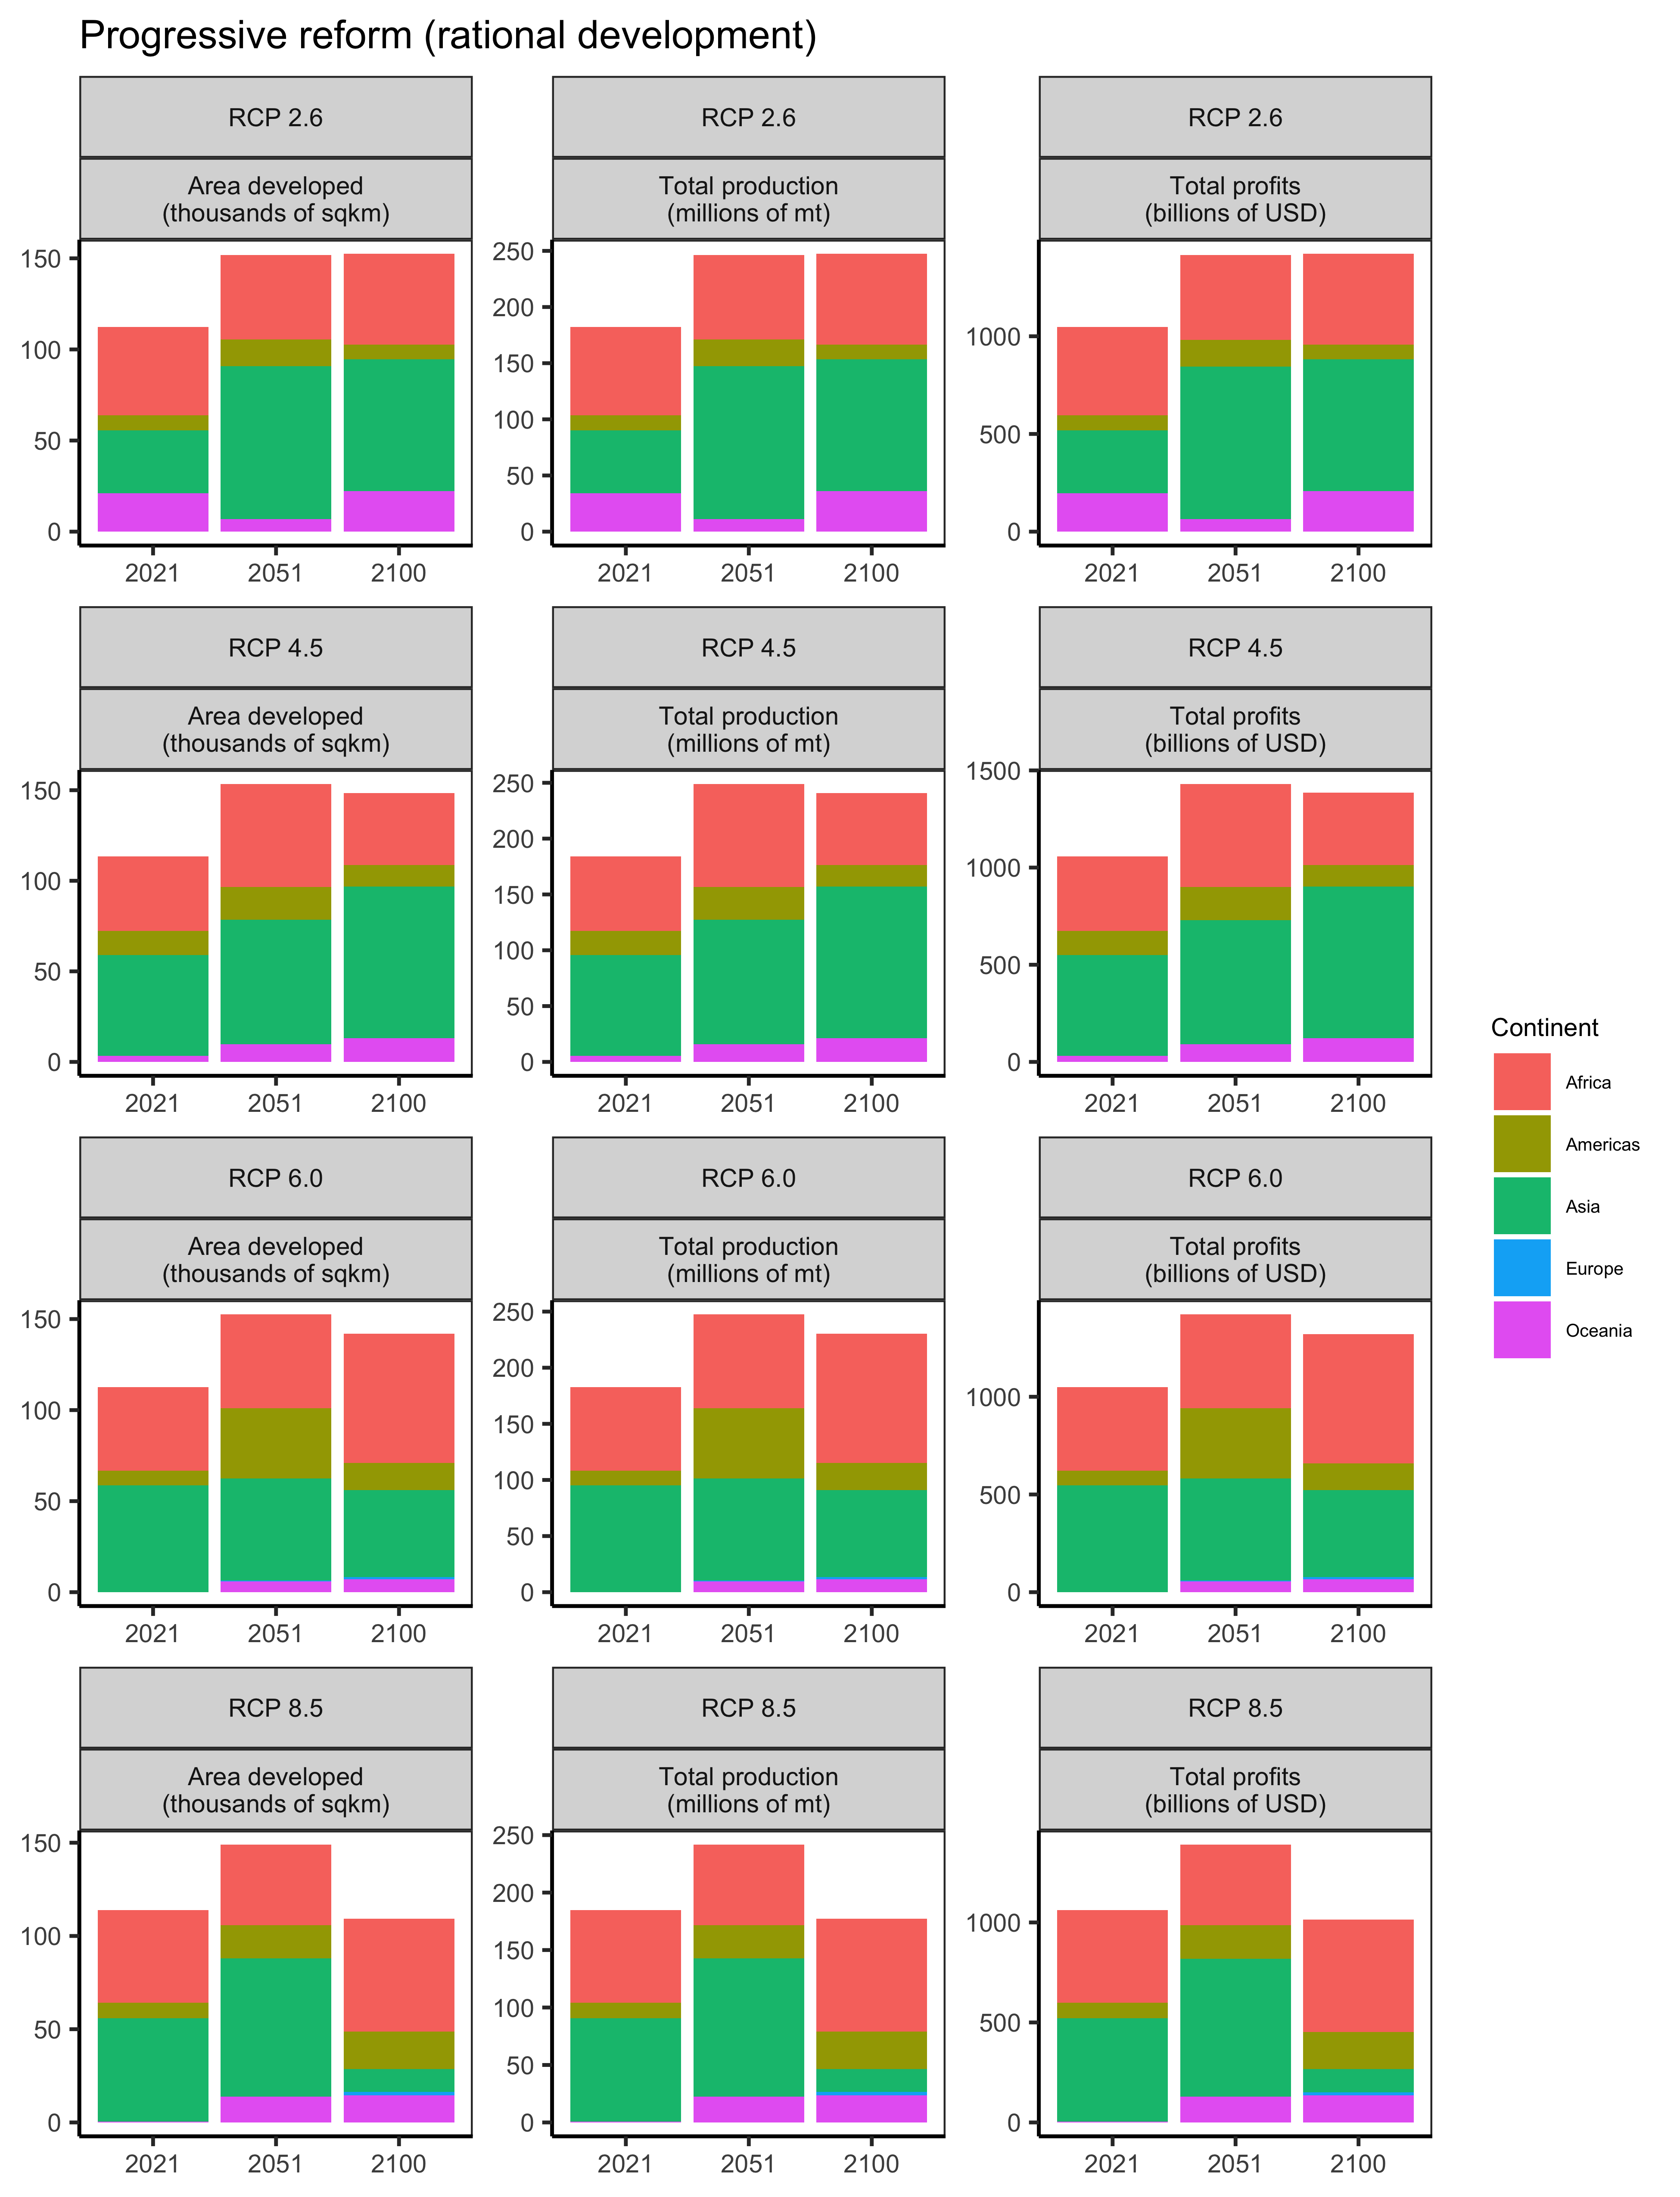 Progressive reform (rational development)
RCP 2.6
RCP 2.6
RCP 2.6
Area developed
(thousands of sqkm)
Total production
(millions of mt)
Total profits
(billions of USD)
150
100
50
0
2021
2051
2100
250
200
150
100
50
0
2021
2051
2100
1000
500
0
2021
2051
2100
RCP 4.5
RCP 4.5
RCP 4.5
Area developed
(thousands of sqkm)
Total production
(millions of mt)
Total profits
(billions of USD)
150
100
50
0
2021
2051
2100
250
200
150
100
50
0
2021
2051
2100
1500
1000
500
0
2021
2051
2100
RCP 6.0
RCP 6.0
RCP 6.0
Area developed
(thousands of sqkm)
Total production
(millions of mt)
Total profits
(billions of USD)
150
100
50
0
2021
2051
2100
250
200
150
100
50
0
2021
2051
2100
1000
500
0
2021
2051
2100
RCP 8.5
RCP 8.5
RCP 8.5
Area developed
(thousands of sqkm)
Total production
(millions of mt)
Total profits
(billions of USD)
150
100
50
0
2021
2051
2100
250
200
150
100
50
0
2021
2051
2100
1000
500
0
2021
2051
2100
Continent
Africa
Americas
Asia
Europe
Oceania